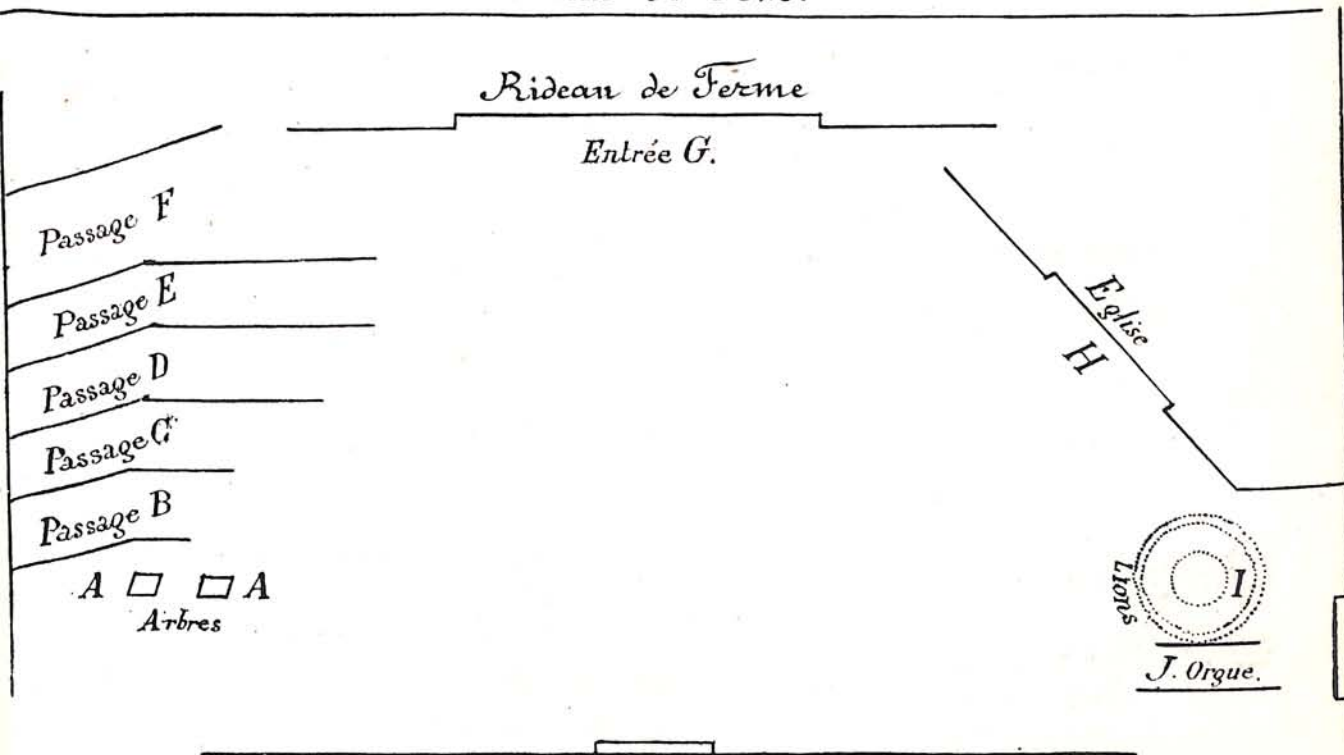 Rideau de Ferme
Entrée G.
Passage F
Passage E
Passage D
Passage C
Passage B
A A
Arbres
Eglise
H
Lions
I
J. Orgue.